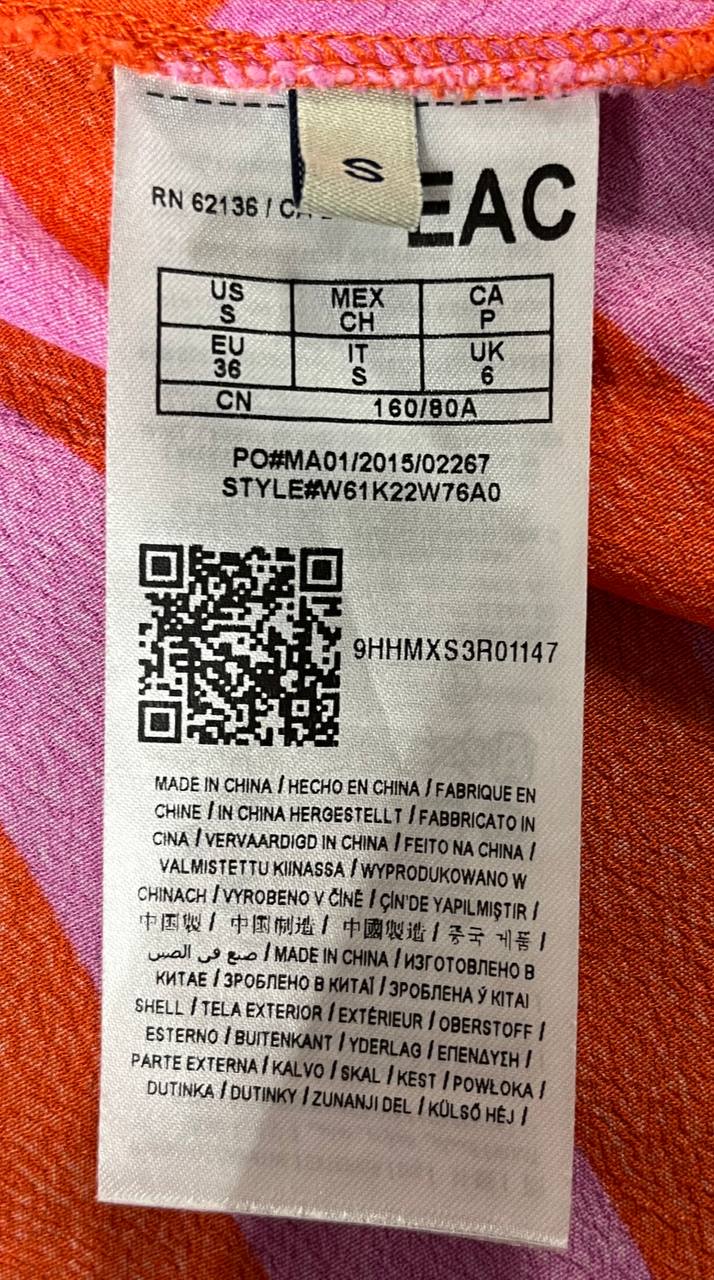 S
RN 62136 / CA
EAC
US MEX CA
S CH P
EU IT UK
36 S 6
CN 160/80A
PO#MA01/2015/02267
STYLE#W61K22W76A0
9HHMXS3R01147
MADE IN CHINA / HECHO EN CHINA / FABRIQUE EN
CHINE / IN CHINA HERGESTELLT / FABBRICATO IN
CINA / VERVAARDIGD IN CHINA / FEITO NA CHINA /
VALMISTETTU KIINASSA / WYPRODUKOWANO W
CHINACH / VYROBENO V ČÍNĚ / ÇİN'DE YAPILMIŞTIR /
中国製 / 中国制造 / 中國製造 / 중국 제품 /
صنع في الصين / MADE IN CHINA / ИЗГОТОВЛЕНО В
КИТАЕ / ЗРОБЛЕНО В КИТАЇ / ЗРОБЛЕНА Ў КІТАІ
SHELL / TELA EXTERIOR / EXTÉRIEUR / OBERSTOFF /
ESTERNO / BUITENKANT / YDERLAG / ΕΠΕΝΔΥΣΗ /
PARTE EXTERNA / KALVO / SKAL / KEST / POWŁOKA /
DUTINKA / DUTINKY / ZUNANJI DEL / KÜLSŐ HÉJ /